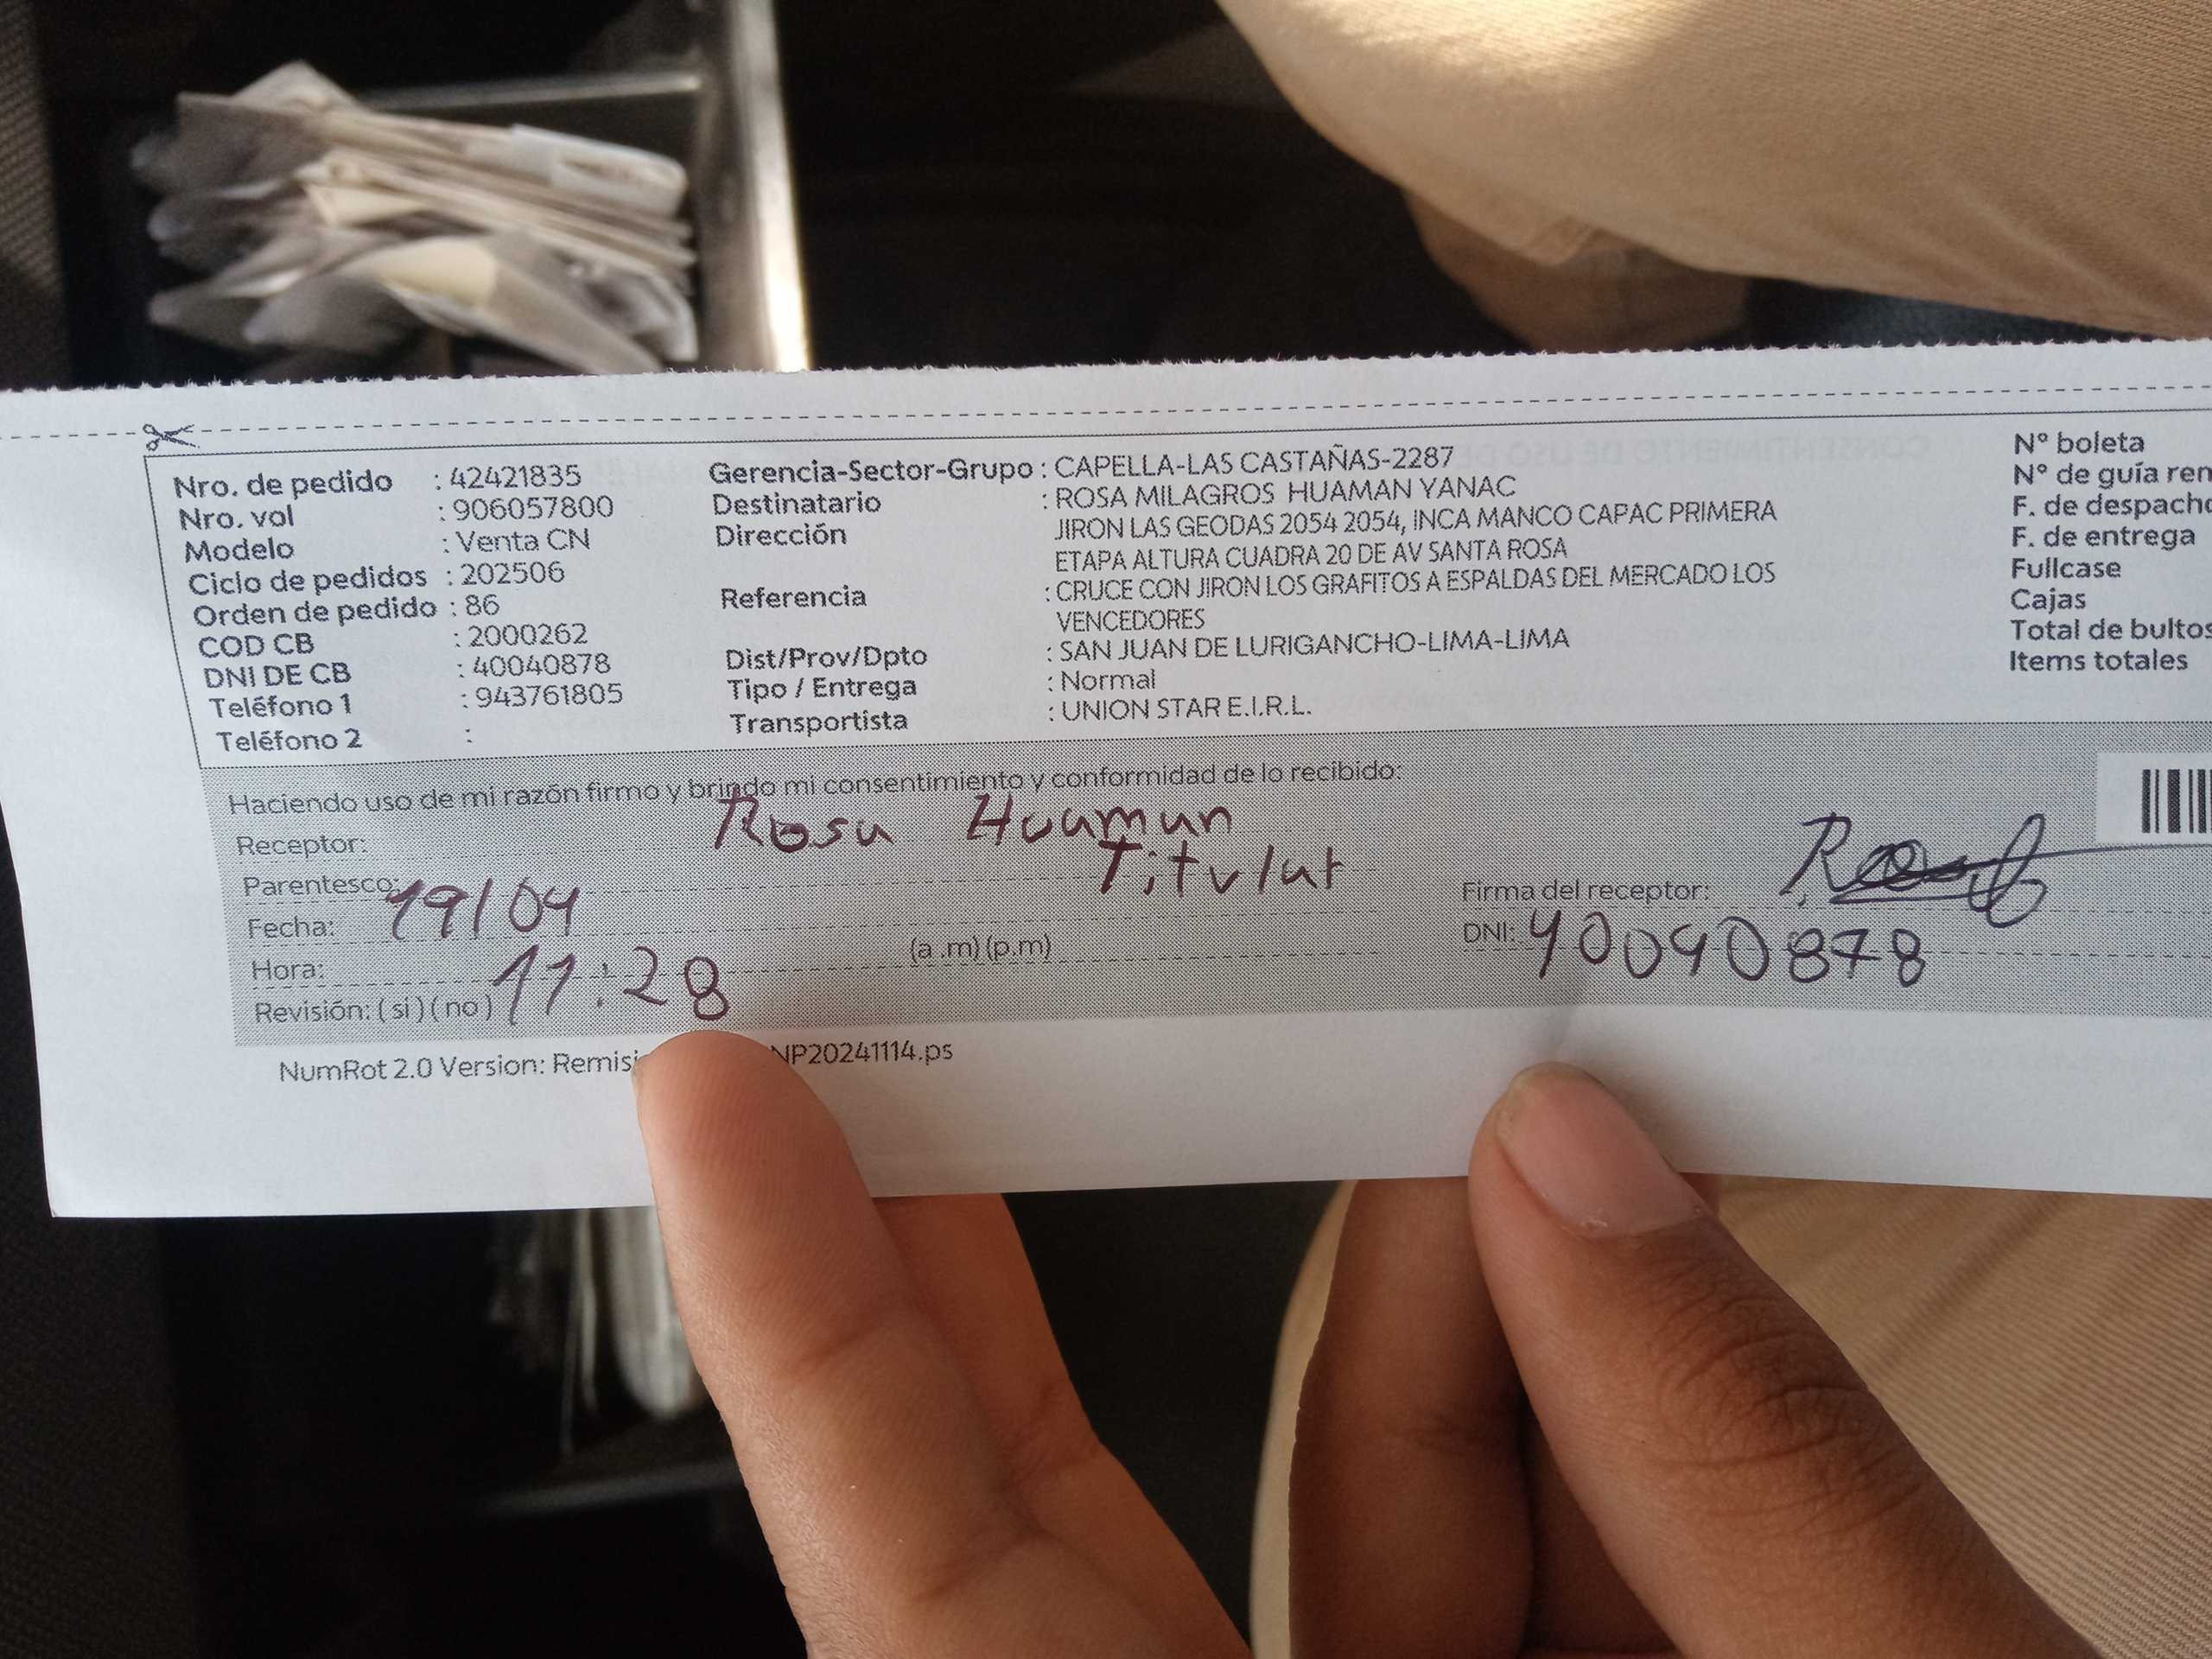 Nro. de pedido : 42421835
Nro. vol : 906057800
Modelo : Venta CN
Ciclo de pedidos : 202506
Orden de pedido : 86
COD CB : 2000262
DNI DE CB : 40040878
Teléfono 1 : 943761805
Teléfono 2 :
Gerencia-Sector-Grupo : CAPELLA-LAS CASTAÑAS-2287
Destinatario : ROSA MILAGROS HUAMAN YANAC
Dirección JIRON LAS GEODAS 2054 2054, INCA MANCO CAPAC PRIMERA
ETAPA ALTURA CUADRA 20 DE AV SANTA ROSA
Referencia : CRUCE CON JIRON LOS GRAFITOS A ESPALDAS DEL MERCADO LOS
VENCEDORES
Dist/Prov/Dpto : SAN JUAN DE LURIGANCHO-LIMA-LIMA
Tipo / Entrega : Normal
Transportista : UNION STAR E.I.R.L.
N° boleta
N° de guía rem
F. de despacho
F. de entrega
Fullcase
Cajas
Total de bultos
Items totales
Haciendo uso de mi razón firmo y brindo mi consentimiento y conformidad de lo recibido:
Receptor: Rosa Huaman
Parentesco: Titular
Fecha: 19/04
Hora: 11:28 (a .m) (p.m)
Revisión: ( si ) ( no )
Firma del receptor:
DNI: 40040878
NumRot 2.0 Version: Remisi NP20241114.ps